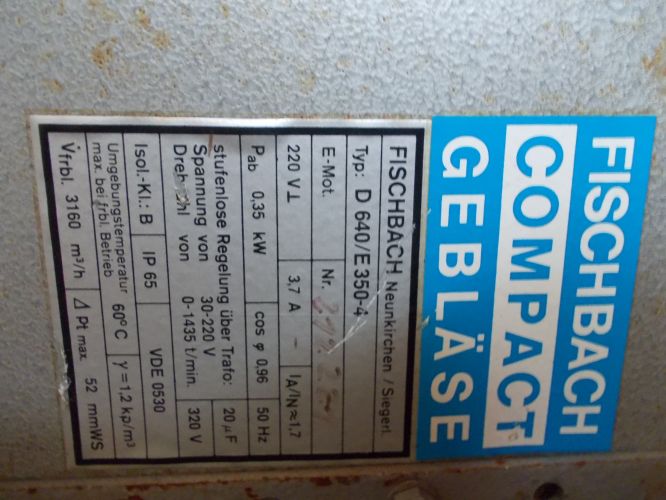 FISCHBACH
COMPACT
GEBLÄSE
FISCHBACH Neunkirchen / Siegerl.
Typ: D 640/E350-4
E-Mot. Nr.
220 V⊥ 3,7 A ~ IA/IN≈1,7
Pab 0,35 kW cos φ 0,96 50 Hz
stufenlose Regelung über Trafo: 20 µF
Spannung von 30-220 V
von 0-1435 t/min. 320 V
Isol.-Kl.: B IP 65 VDE 0530
Umgebungstemperatur
max. bei frbl. Betrieb 60°C γ=1,2 kp/m³
V̇frbl. 3160 m³/h Δ Pt max. 52 mmWS